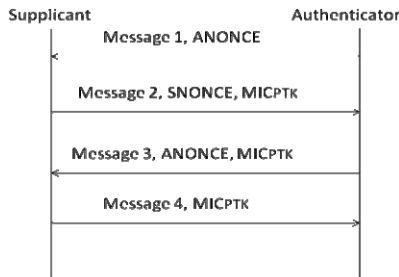 Supplicant Authenticator
Message 1, ANONCE
Message 2, SNONCE, MICPTK
Message 3, ANONCE, MICPTK
Message 4, MICPTK